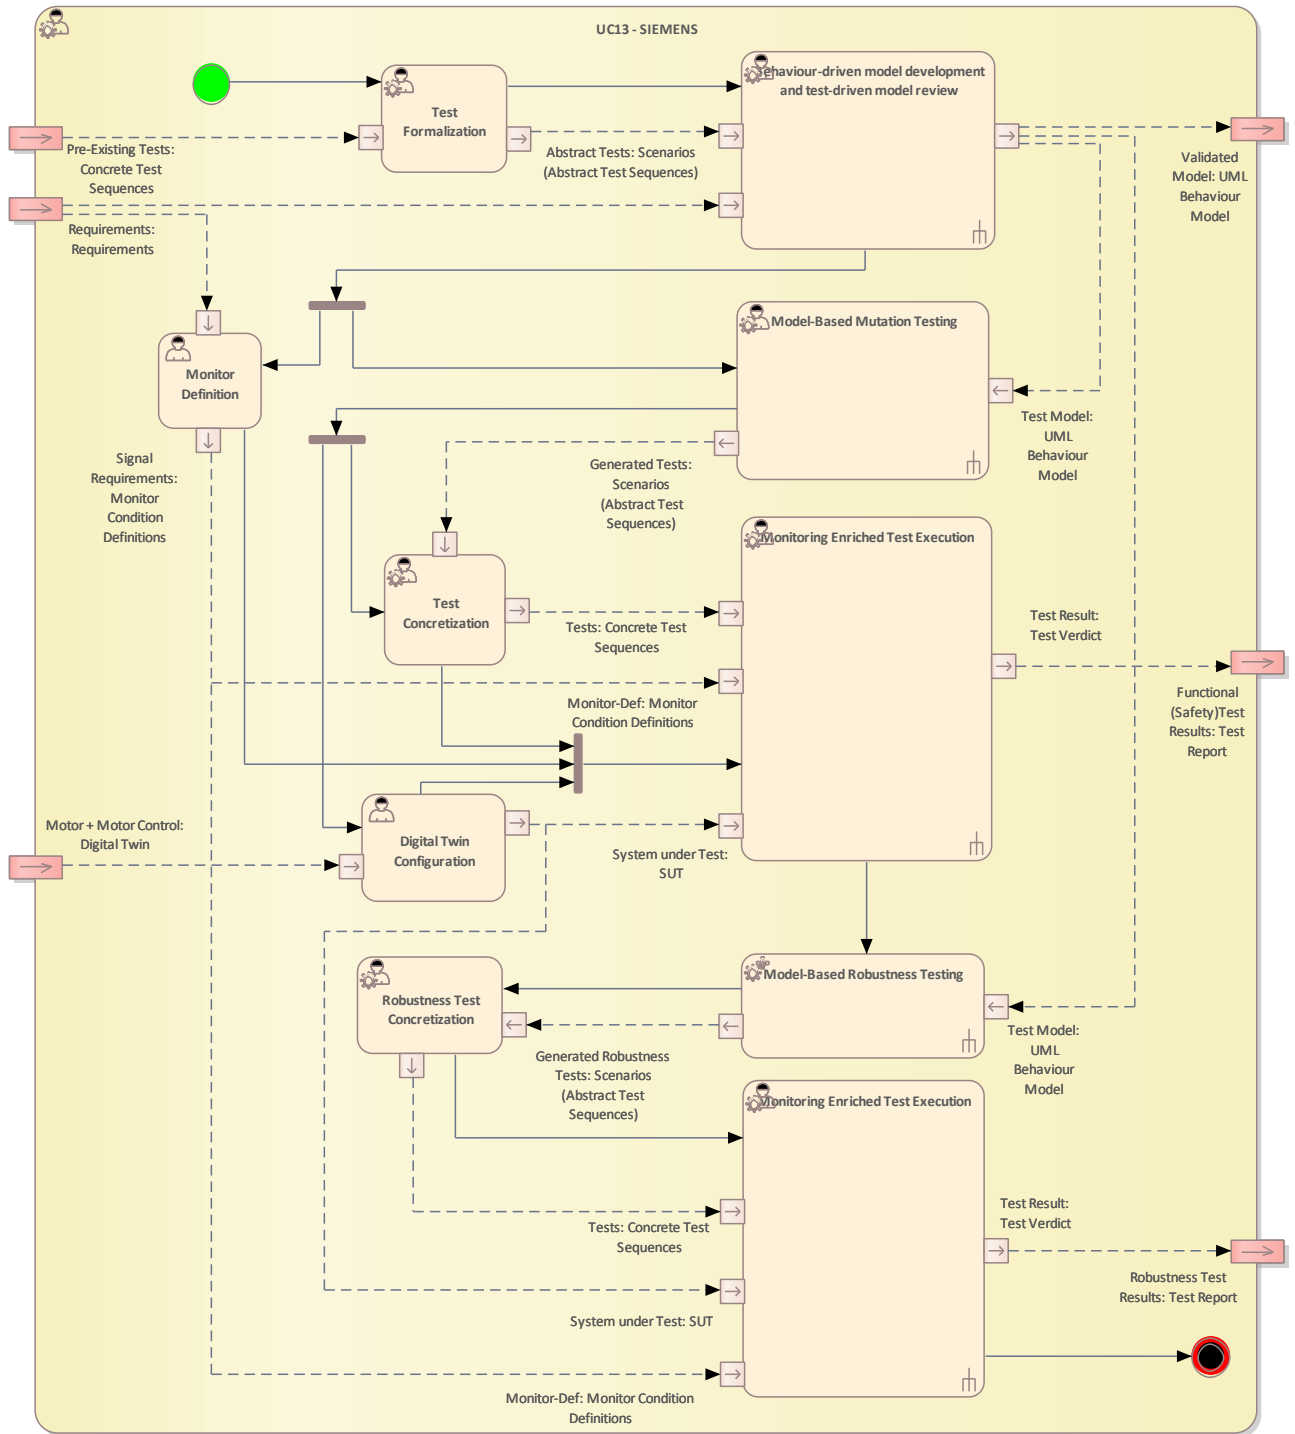 UC13 - SIEMENS
Behaviour-driven model development
and test-driven model review
Test
Formalization
Pre-Existing Tests:
Concrete Test
Sequences
Abstract Tests: Scenarios
(Abstract Test Sequences)
Validated
Model: UML
Behaviour
Model
Requirements:
Requirements
Model-Based Mutation Testing
Monitor
Definition
Test Model:
UML
Behaviour
Model
Signal
Requirements:
Monitor
Condition
Definitions
Generated Tests:
Scenarios
(Abstract Test
Sequences)
Monitoring Enriched Test Execution
Test
Concretization
Tests: Concrete Test
Sequences
Test Result:
Test Verdict
Monitor-Def: Monitor
Condition Definitions
Functional
(Safety)Test
Results: Test
Report
Motor + Motor Control:
Digital Twin
Digital Twin
Configuration
System under Test:
SUT
Model-Based Robustness Testing
Robustness Test
Concretization
Test Model:
UML
Behaviour
Model
Generated Robustness
Tests: Scenarios
(Abstract Test
Sequences)
Monitoring Enriched Test Execution
Tests: Concrete Test
Sequences
Test Result:
Test Verdict
Robustness Test
Results: Test Report
System under Test: SUT
Monitor-Def: Monitor Condition
Definitions